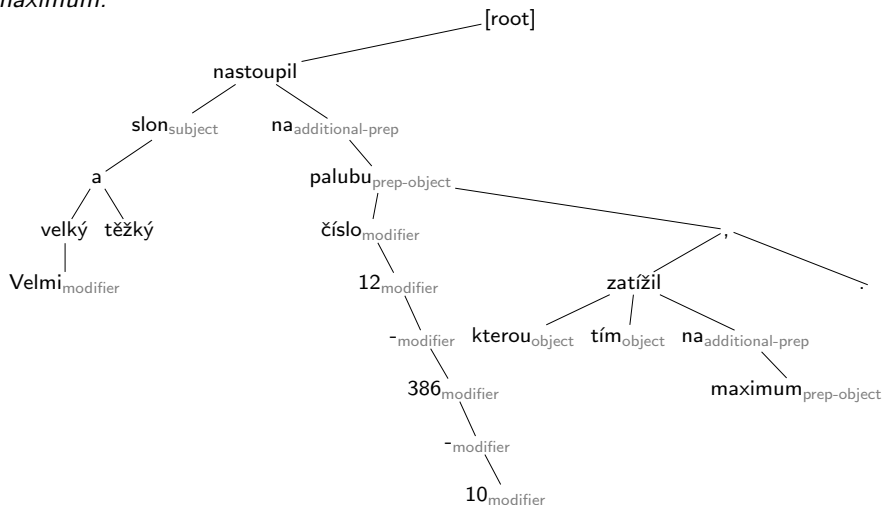 maximum.
[root]
nastoupil
slon subject na additional-prep
a palubu prep-object
velký těžký číslo modifier ,
Velmi modifier 12 modifier zatížil .
- modifier kterou object tím object na additional-prep
386 modifier maximum prep-object
- modifier
10 modifier